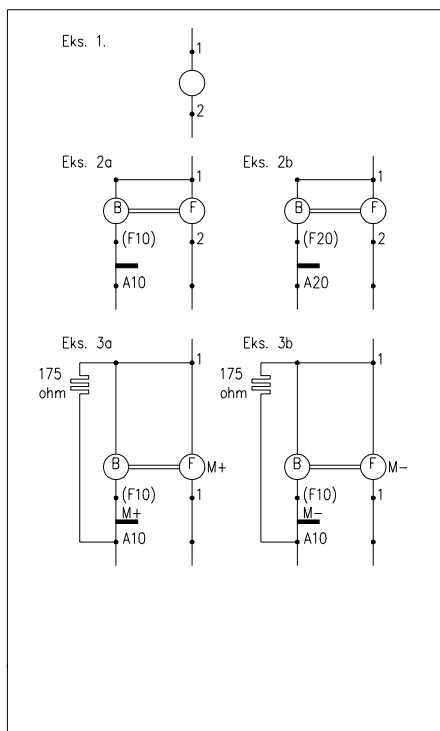 Eks. 1.
1
2
Eks. 2a
Eks. 2b
1
1
B
F
B
F
(F10)
2
(F20)
2
A10
A20
Eks. 3a
Eks. 3b
1
1
175
ohm
175
ohm
B
F
M+
B
F
M-
(F10)
1
(F10)
1
M+
M-
A10
A10